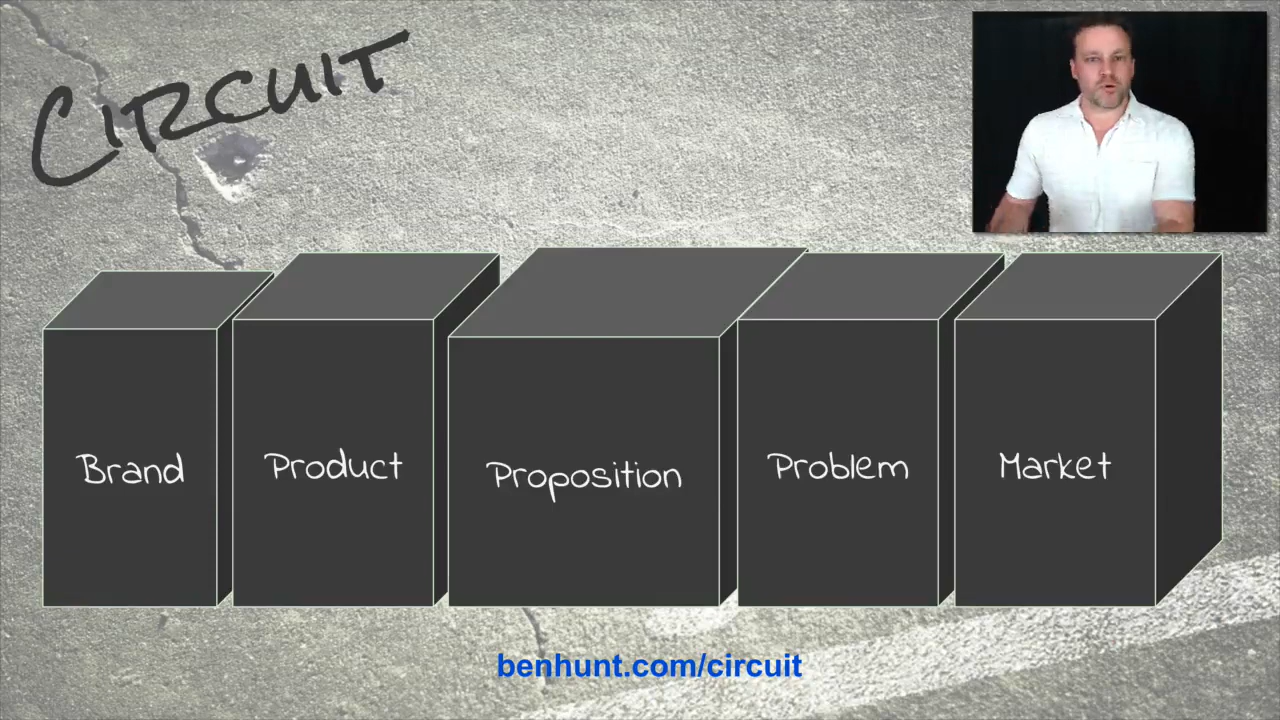 CIRCUIT
Brand
Product
Proposition
Problem
Market
benhunt.com/circuit